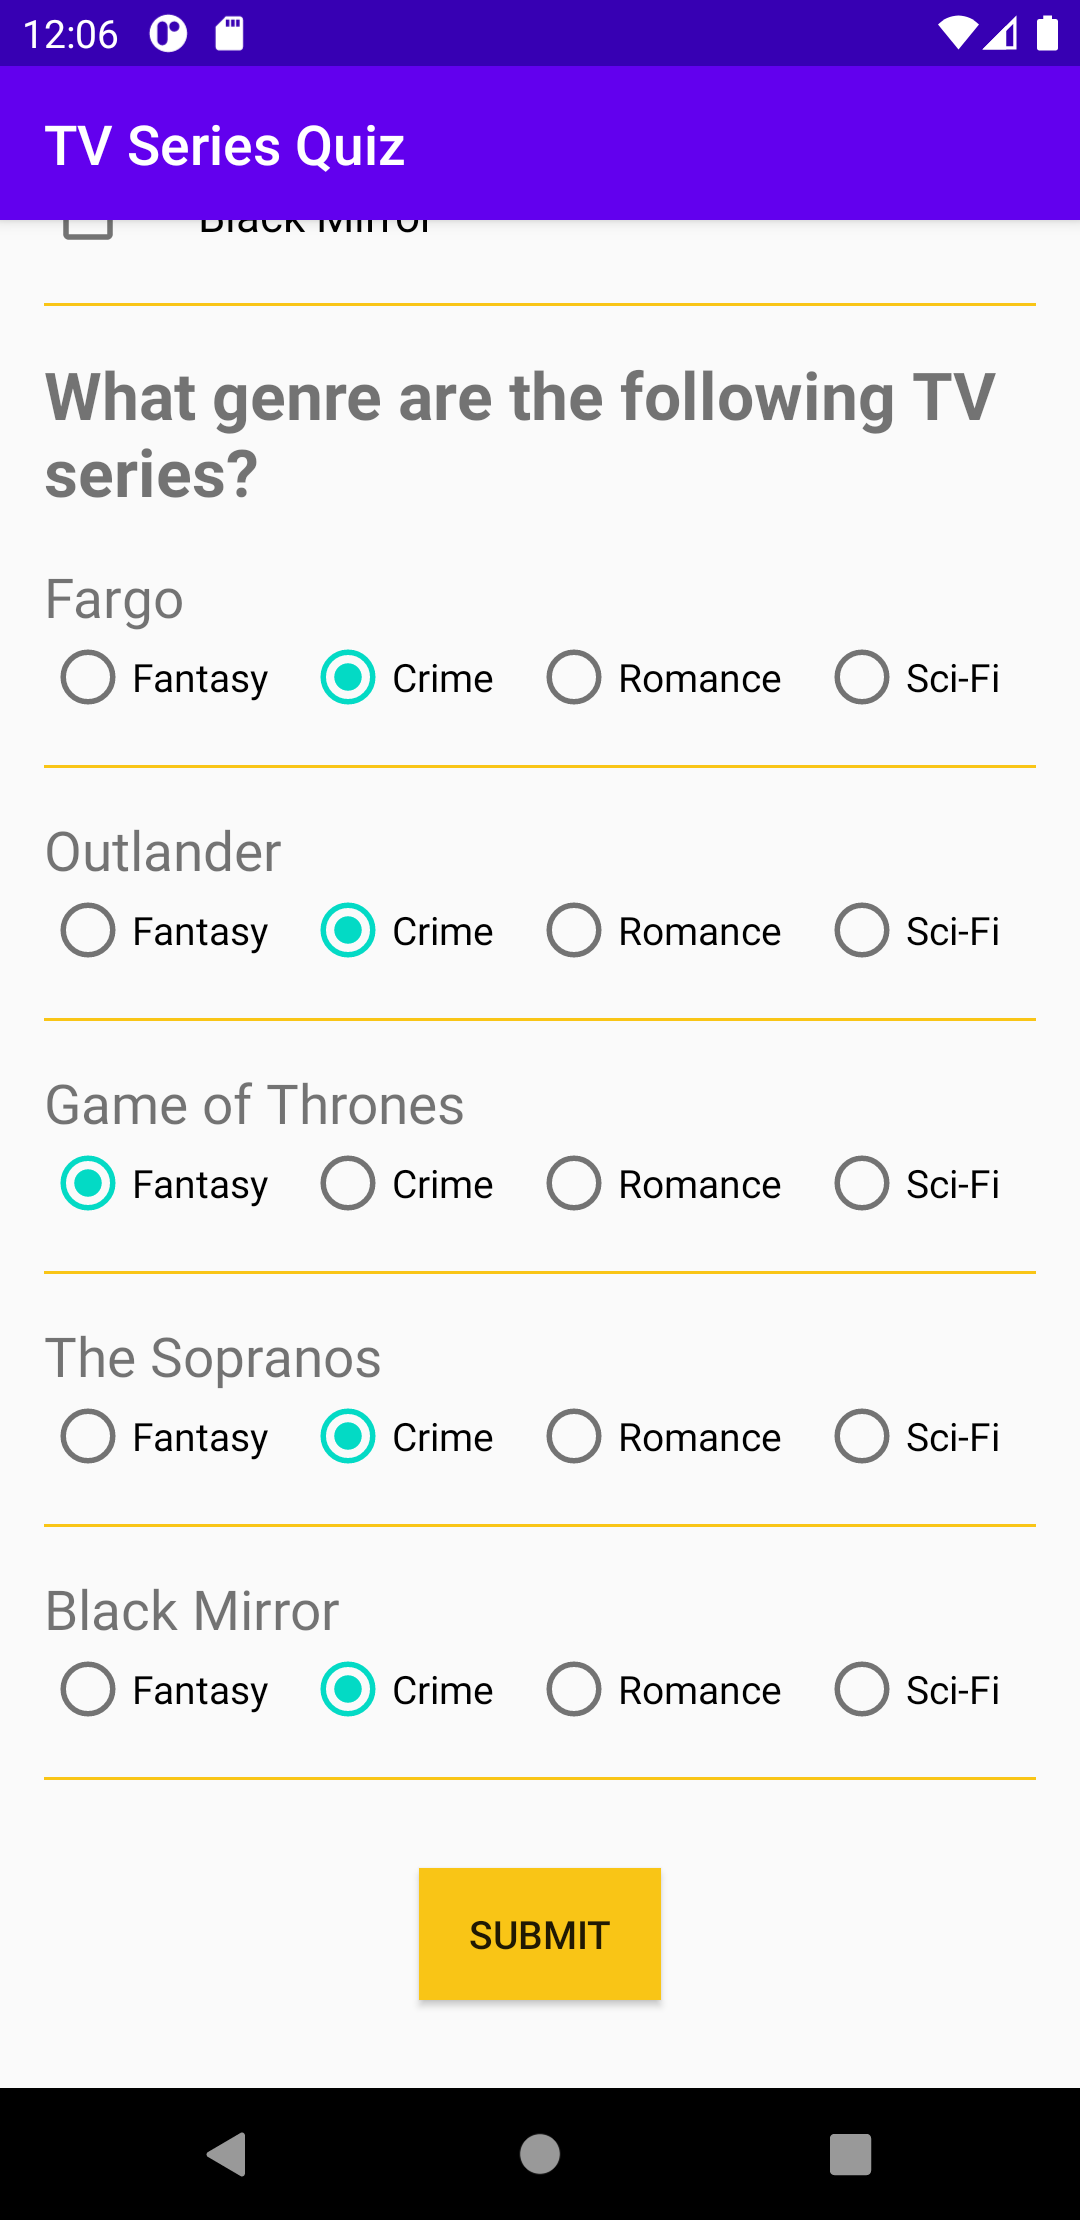 12:06
TV Series Quiz
Black Mirror
What genre are the following TV
series?
Fargo
Fantasy Crime Romance Sci-Fi
Outlander
Fantasy Crime Romance Sci-Fi
Game of Thrones
Fantasy Crime Romance Sci-Fi
The Sopranos
Fantasy Crime Romance Sci-Fi
Black Mirror
Fantasy Crime Romance Sci-Fi
SUBMIT